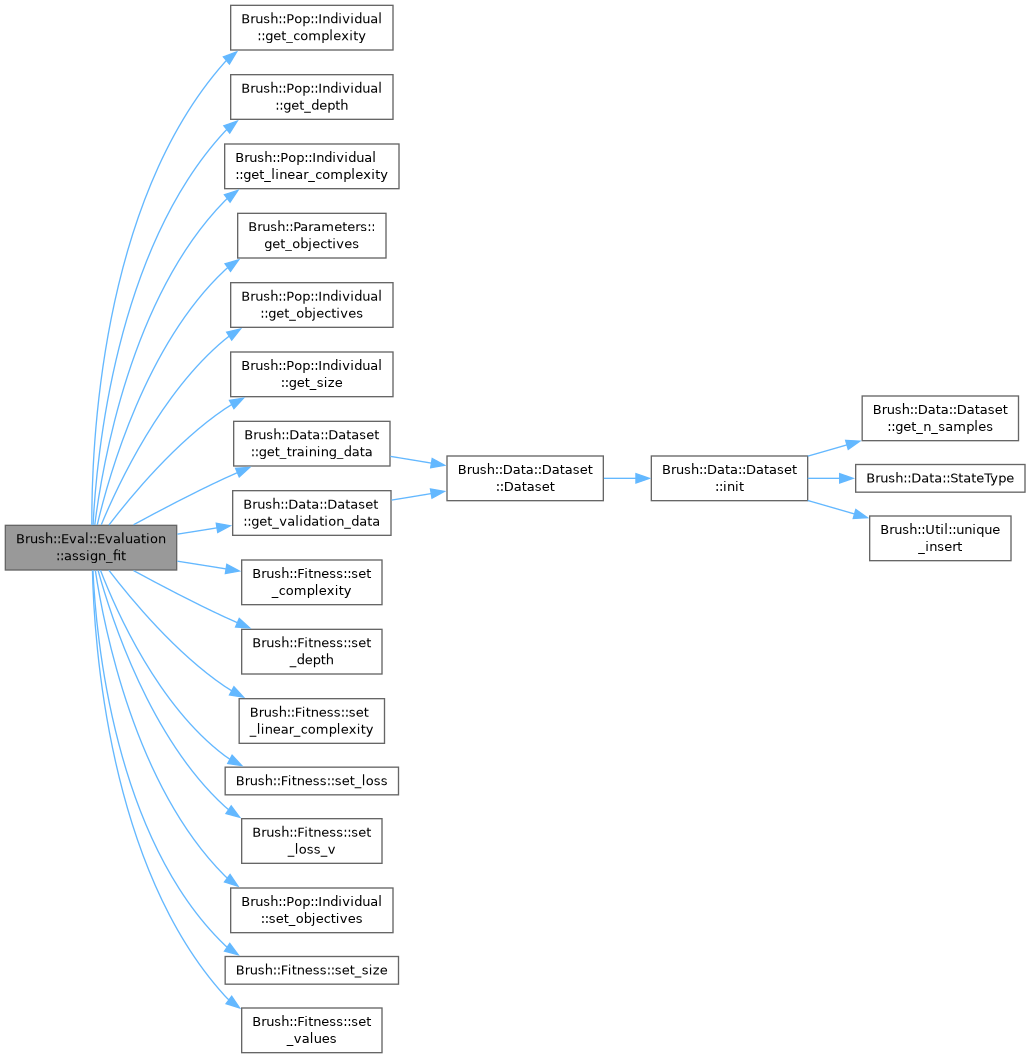 Brush::Pop::Individual
::get_complexity
Brush::Pop::Individual
::get_depth
Brush::Pop::Individual
::get_linear_complexity
Brush::Parameters::
get_objectives
Brush::Pop::Individual
::get_objectives
Brush::Pop::Individual
::get_size
Brush::Data::Dataset
::get_training_data
Brush::Data::Dataset
::get_validation_data
Brush::Eval::Evaluation
::assign_fit
Brush::Data::Dataset
::Dataset
Brush::Data::Dataset
::init
Brush::Data::Dataset
::get_n_samples
Brush::Data::StateType
Brush::Util::unique
_insert
Brush::Fitness::set
_complexity
Brush::Fitness::set
_depth
Brush::Fitness::set
_linear_complexity
Brush::Fitness::set_loss
Brush::Fitness::set
_loss_v
Brush::Pop::Individual
::set_objectives
Brush::Fitness::set_size
Brush::Fitness::set
_values